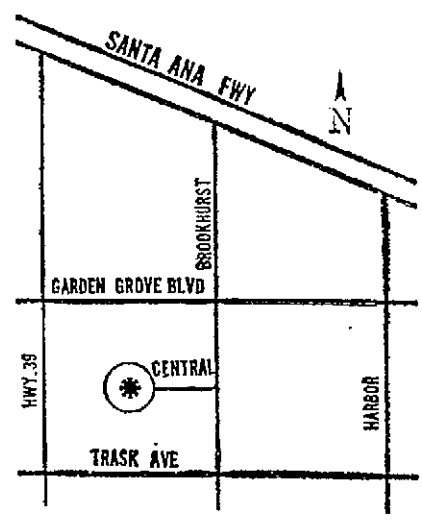 SANTA ANA FWY
N
BROOKHURST
GARDEN GROVE BLVD
HWY. 39
CENTRAL
HARBOR
TRASK AVE